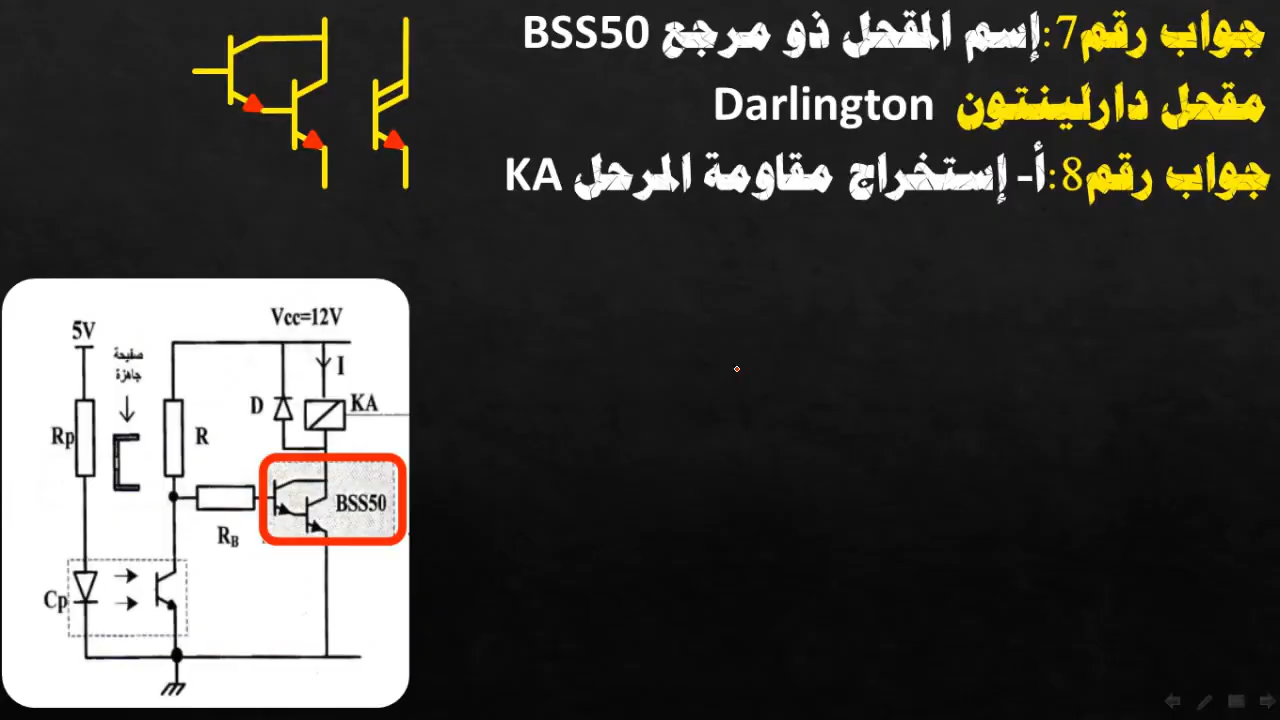 جواب رقم7:إسم المقحل ذو مرجع BSS50
مقحل دارلينتون Darlington
جواب رقم8:أ- إستخراج مقاومة المرحل KA
Vcc=12V
5V
صفيحة
جاهزة
I
D
KA
Rp
R
BSS50
RB
Cp